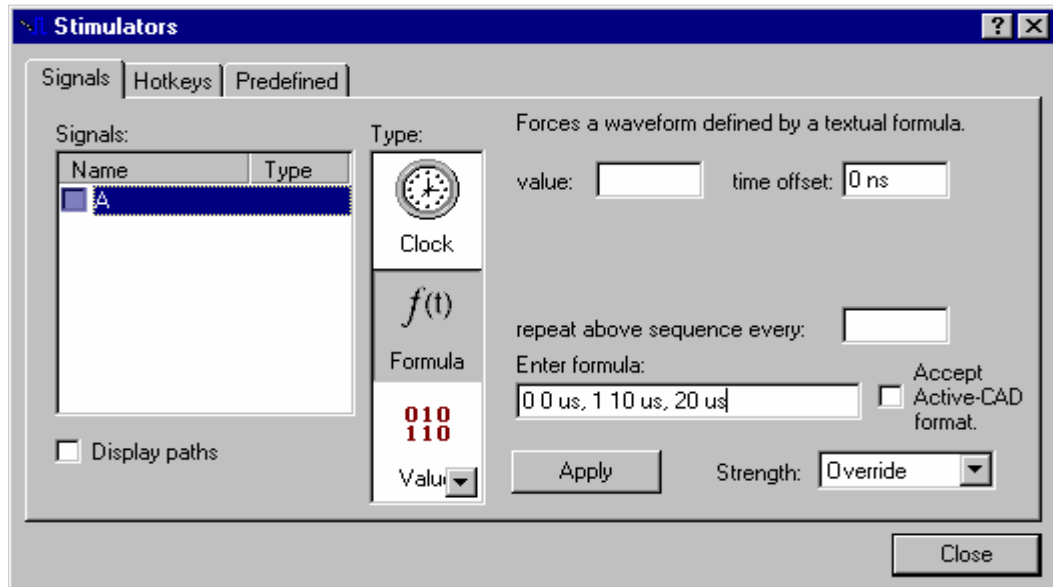 Stimulators
Signals Hotkeys Predefined
Signals:
Name Type
A
Display paths
Type:
Clock
f(t)
Formula
010
110
Valu
Forces a waveform defined by a textual formula.
value: time offset: 0 ns
repeat above sequence every:
Enter formula:
0 0 us, 1 10 us, 20 us
Accept
Active-CAD
format.
Apply Strength: Override
Close